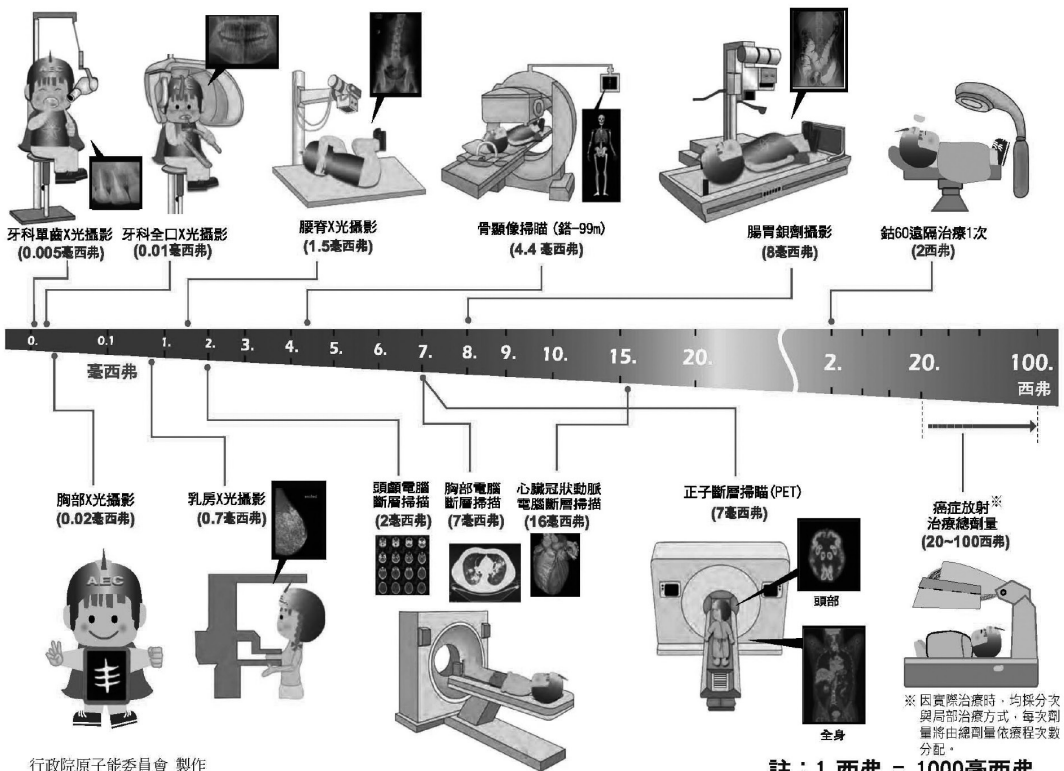 牙科單齒X光攝影
(0.005毫西弗)
牙科全口X光攝影
(0.01毫西弗)
腰脊X光攝影
(1.5毫西弗)
骨顯像掃瞄(鎝-99m)
(4.4 毫西弗)
腸胃鋇劑攝影
(8毫西弗)
鈷60遠隔治療1次
(2西弗)
0. 0.1 1. 2. 3. 4. 5. 6. 7. 8. 9. 10. 15. 20. 2. 20. 100.
毫西弗
西弗
胸部X光攝影
(0.02毫西弗)
乳房X光攝影
(0.7毫西弗)
頭顱電腦
斷層掃描
(2毫西弗)
胸部電腦
斷層掃描
(7毫西弗)
心臟冠狀動脈
電腦斷層掃描
(16毫西弗)
正子斷層掃瞄(PET)
(7毫西弗)
癌症放射※
治療總劑量
(20~100西弗)
AEC
頭部
全身
※因實際治療時,均採分次
與局部治療方式,每次劑
量將由總劑量依療程次數
分配。
行政院原子能委員會 製作
註:1 西弗 = 1000毫西弗